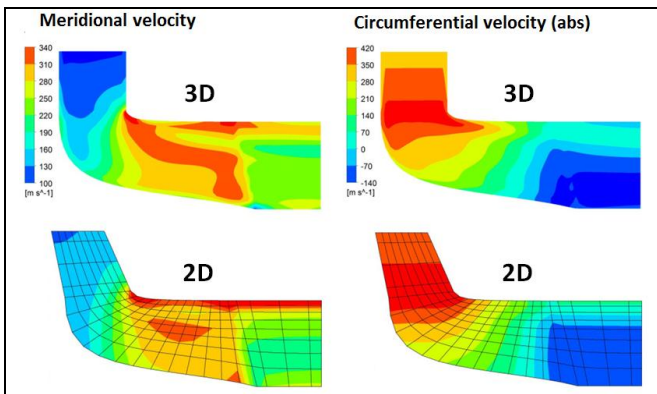 Meridional velocity
Circumferential velocity (abs)
340
310
280
250
220
190
160
130
100
[m s^-1]
3D
420
350
280
210
140
70
0
-70
-140
[m s^-1]
3D
2D
2D